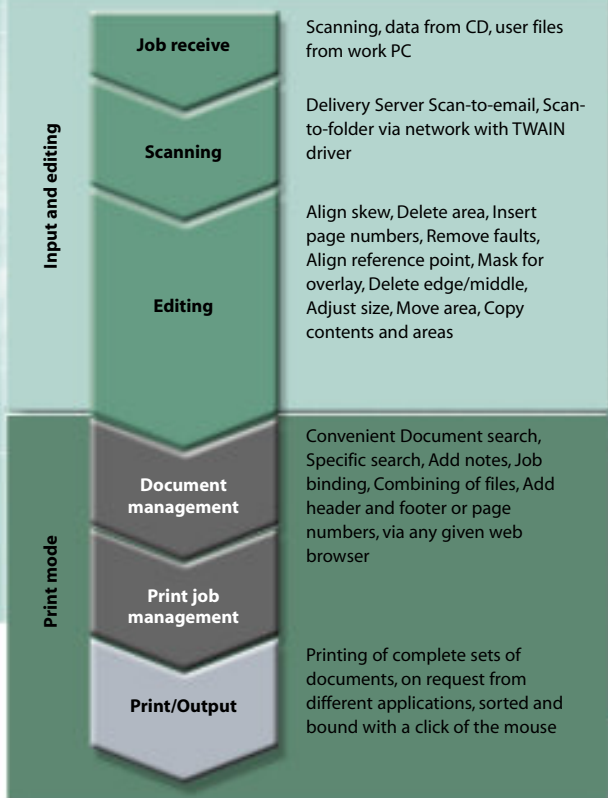 Input and editing
Job receive
Scanning, data from CD, user files
from work PC
Scanning
Delivery Server Scan-to-email, Scan-
to-folder via network with TWAIN
driver
Editing
Align skew, Delete area, Insert
page numbers, Remove faults,
Align reference point, Mask for
overlay, Delete edge/middle,
Adjust size, Move area, Copy
contents and areas
Print mode
Document
management
Convenient Document search,
Specific search, Add notes, Job
binding, Combining of files, Add
header and footer or page
numbers, via any given web
browser
Print job
management
Print/Output
Printing of complete sets of
documents, on request from
different applications, sorted and
bound with a click of the mouse